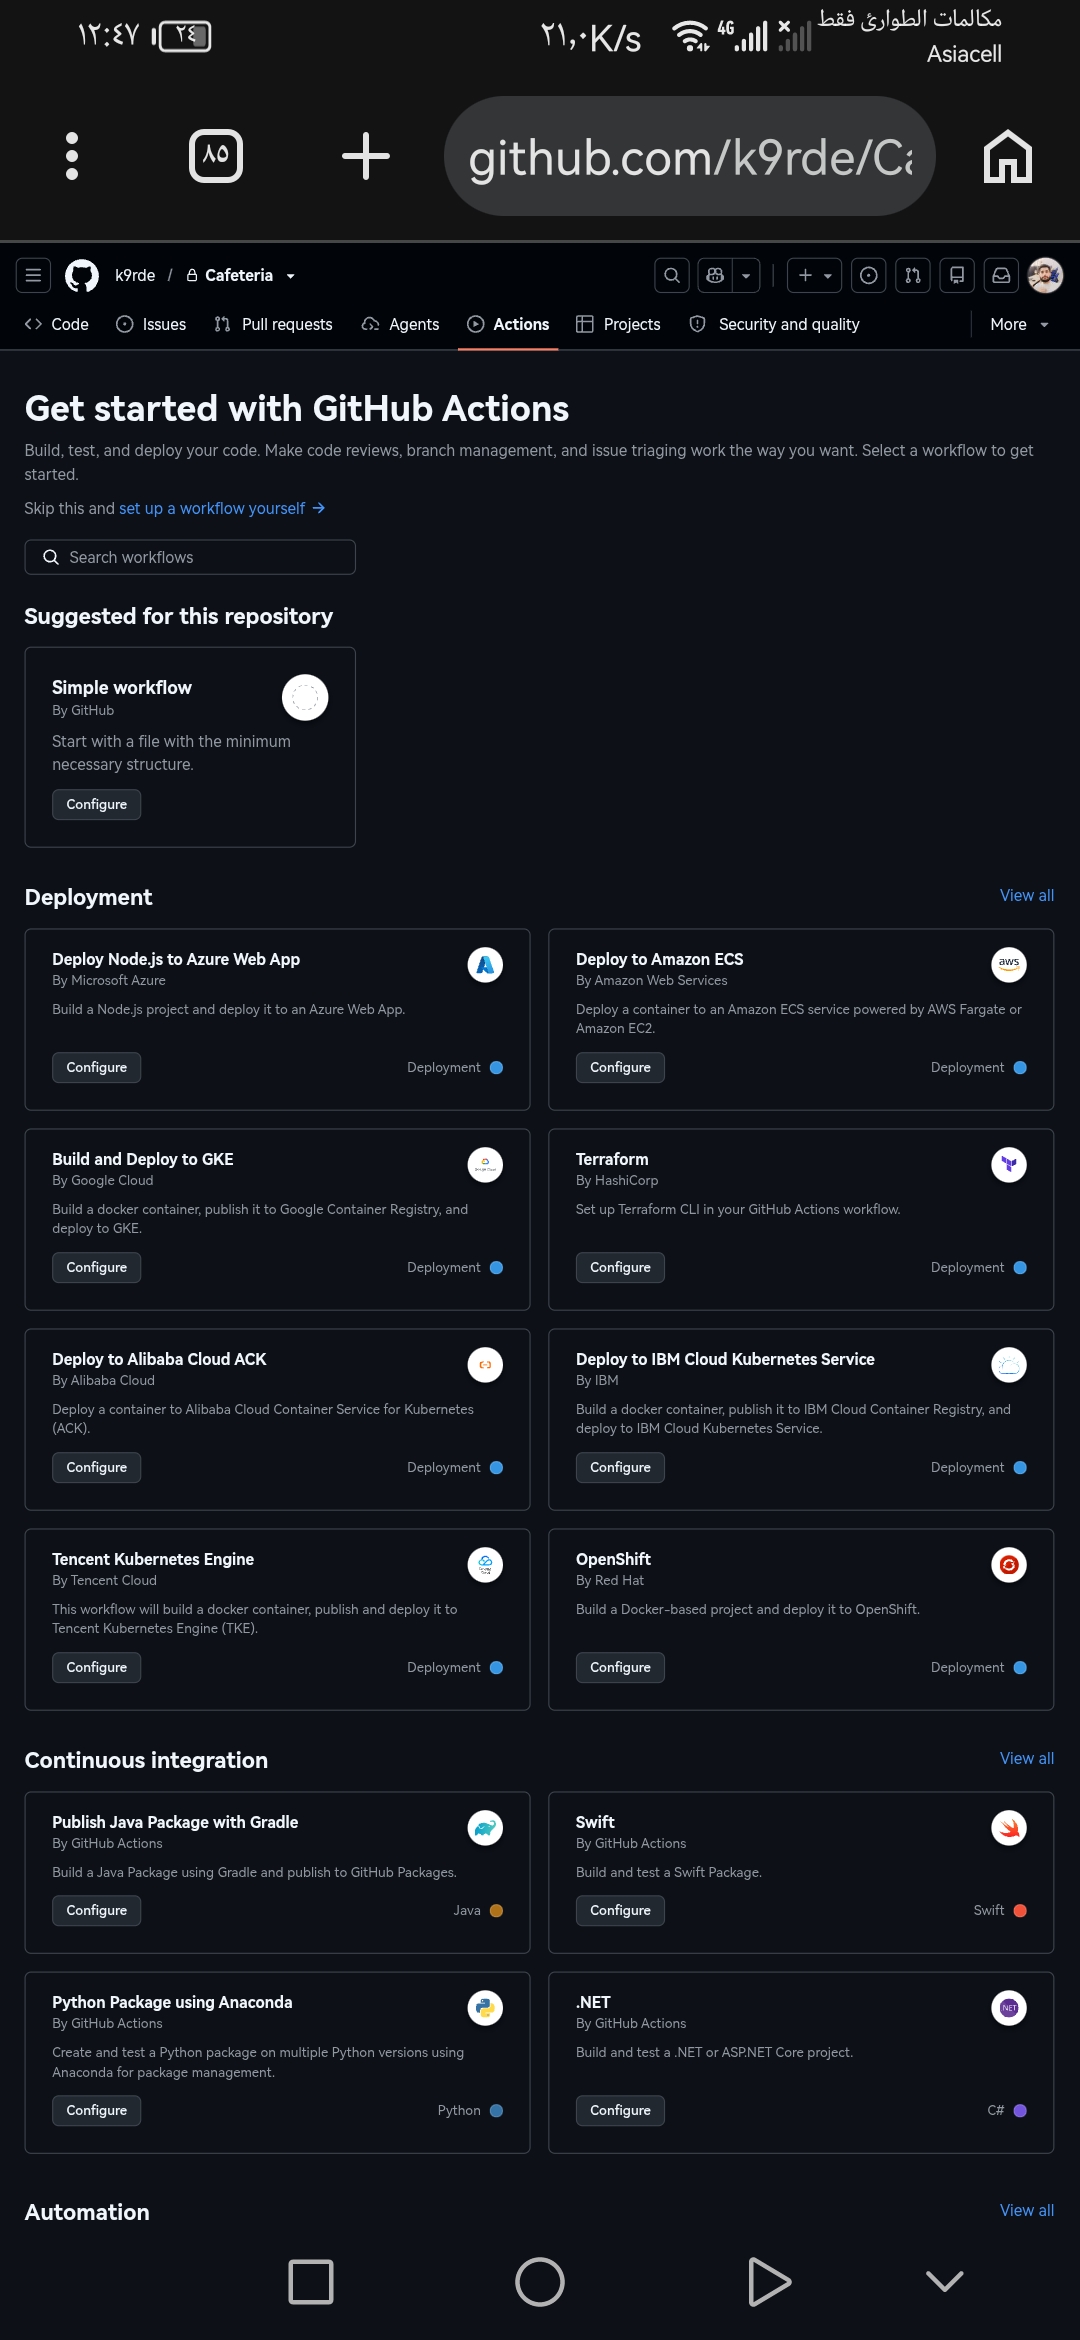 ١٢:٤٧ ٢٤ ٢١,٠K/s 4G مكالمات الطوارئ فقط
Asiacell
٨٥ github.com/k9rde/Ca
k9rde / Cafeteria
Code Issues Pull requests Agents Actions Projects Security and quality More
Get started with GitHub Actions
Build, test, and deploy your code. Make code reviews, branch management, and issue triaging work the way you want. Select a workflow to get
started.
Skip this and set up a workflow yourself →
Search workflows
Suggested for this repository
Simple workflow
By GitHub
Start with a file with the minimum
necessary structure.
Configure
Deployment View all
Deploy Node.js to Azure Web App
By Microsoft Azure
Build a Node.js project and deploy it to an Azure Web App.
Configure Deployment
Deploy to Amazon ECS
aws
By Amazon Web Services
Deploy a container to an Amazon ECS service powered by AWS Fargate or
Amazon EC2.
Configure Deployment
Build and Deploy to GKE
By Google Cloud
Build a docker container, publish it to Google Container Registry, and
deploy to GKE.
Configure Deployment
Terraform
By HashiCorp
Set up Terraform CLI in your GitHub Actions workflow.
Configure Deployment
Deploy to Alibaba Cloud ACK
By Alibaba Cloud
Deploy a container to Alibaba Cloud Container Service for Kubernetes
(ACK).
Configure Deployment
Deploy to IBM Cloud Kubernetes Service
By IBM
Build a docker container, publish it to IBM Cloud Container Registry, and
deploy to IBM Cloud Kubernetes Service.
Configure Deployment
Tencent Kubernetes Engine
By Tencent Cloud
This workflow will build a docker container, publish and deploy it to
Tencent Kubernetes Engine (TKE).
Configure Deployment
OpenShift
By Red Hat
Build a Docker-based project and deploy it to OpenShift.
Configure Deployment
Continuous integration View all
Publish Java Package with Gradle
By GitHub Actions
Build a Java Package using Gradle and publish to GitHub Packages.
Configure Java
Swift
By GitHub Actions
Build and test a Swift Package.
Configure Swift
Python Package using Anaconda
By GitHub Actions
Create and test a Python package on multiple Python versions using
Anaconda for package management.
Configure Python
.NET
NET
By GitHub Actions
Build and test a .NET or ASP.NET Core project.
Configure C#
Automation View all